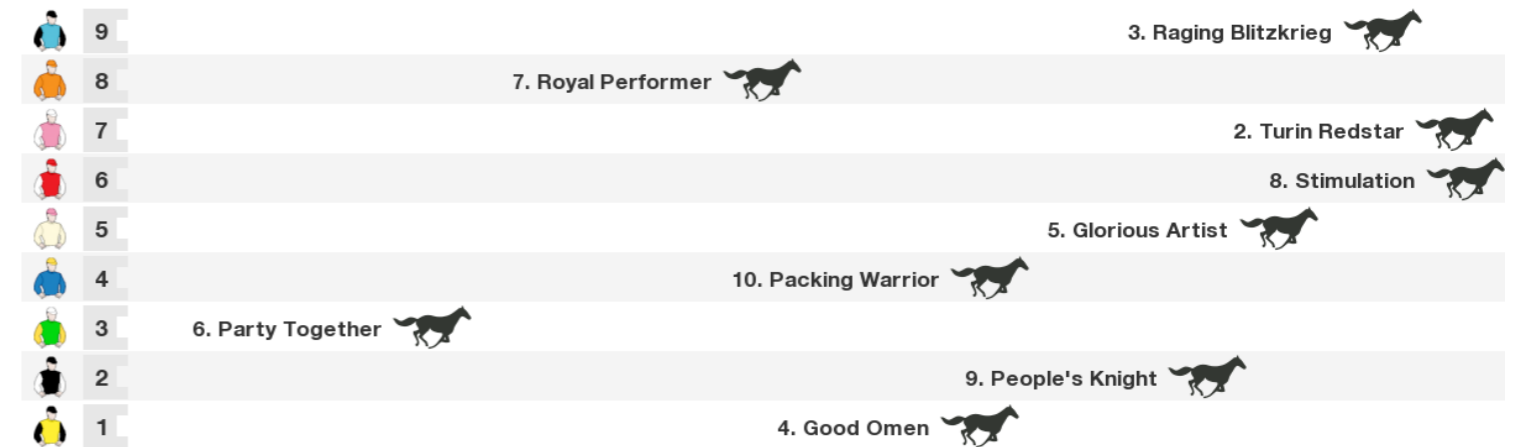 9 3. Raging Blitzkrieg
8 7. Royal Performer
7 2. Turin Redstar
6 8. Stimulation
5 5. Glorious Artist
4 10. Packing Warrior
3 6. Party Together
2 9. People's Knight
1 4. Good Omen